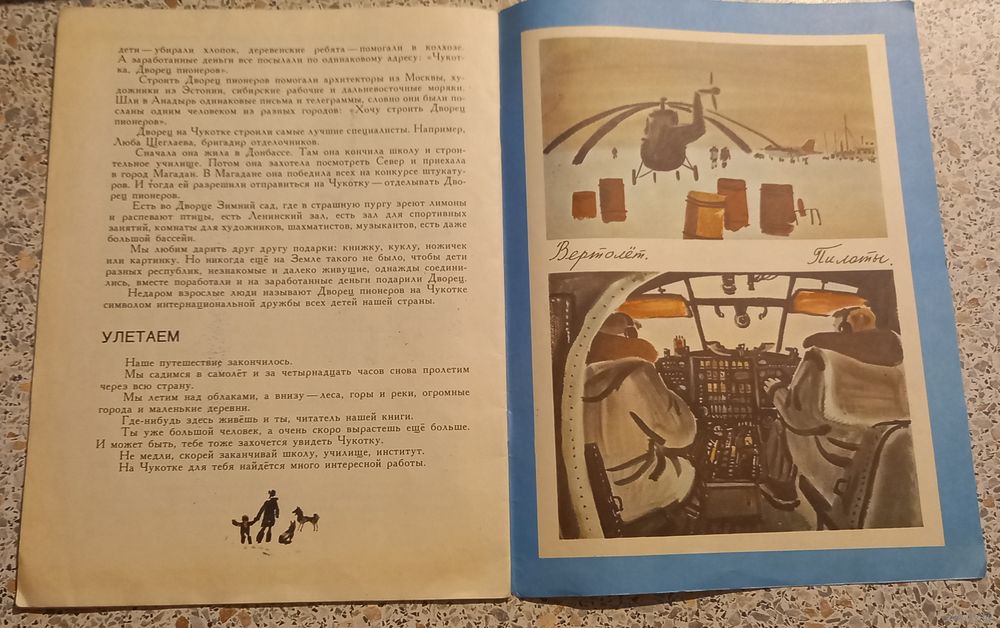 дети — убирали хлопок, деревенские ребята — помогали в колхозе.
А заработанные деньги все посылали по одинаковому адресу: «Чукот-
ка, Дворец пионеров».
Строить Дворец пионеров помогали архитекторы из Москвы, ху-
дожники из Эстонии, сибирские рабочие и дальневосточные моряки.
Шли в Анадырь одинаковые письма и телеграммы, словно они были по-
сланы одним человеком из разных городов: «Хочу строить Дворец
пионеров».
Дворец на Чукотке строили самые лучшие специалисты. Например,
Люба Щеглаева, бригадир отделочников.
Сначала она жила в Донбассе. Там она кончила школу и строи-
тельное училище. Потом она захотела посмотреть Север и приехала
в город Магадан. В Магадане она победила всех на конкурсе штукату-
ров. И тогда ей разрешили отправиться на Чукотку — отделывать Дво-
рец пионеров.
Есть во Дворце Зимний сад, где в страшную пургу зреют лимоны
и распевают птицы, есть Ленинский зал, есть зал для спортивных
занятий, комнаты для художников, шахматистов, музыкантов, есть даже
большой бассейн.
Мы любим дарить друг другу подарки: книжку, куклу, ножичек
или картинку. Но никогда ещё на Земле такого не было, чтобы дети
разных республик, незнакомые и далеко живущие, однажды соедини-
лись, вместе поработали и на заработанные деньги подарили Дворец.
Недаром взрослые люди называют Дворец пионеров на Чукотке
символом интернациональной дружбы всех детей нашей страны.
УЛЕТАЕМ
Наше путешествие закончилось.
Мы садимся в самолёт и за четырнадцать часов снова пролетим
через всю страну.
Мы летим над облаками, а внизу — леса, горы и реки, огромные
города и маленькие деревни.
Где-нибудь здесь живёшь и ты, читатель нашей книги.
Ты уже большой человек, а очень скоро вырастешь ещё больше.
И может быть, тебе тоже захочется увидеть Чукотку.
Не медли, скорей заканчивай школу, училище, институт.
На Чукотке для тебя найдётся много интересной работы.
Вертолёт.
Пилоты.